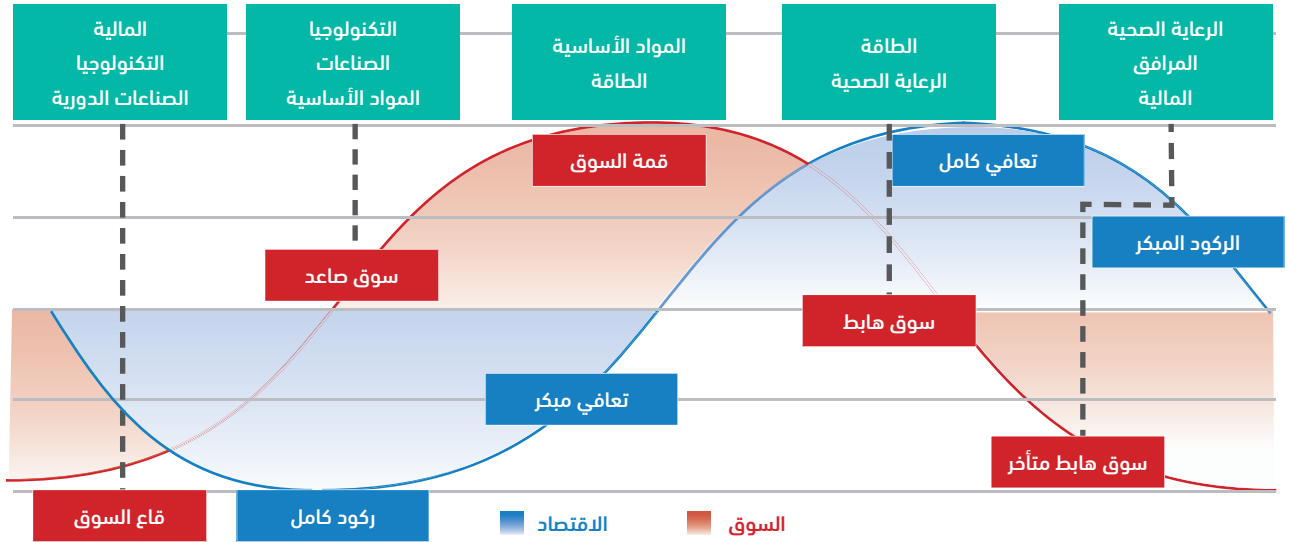 الرعاية الصحية
المرافق
المالية
الطاقة
الرعاية الصحية
المواد الأساسية
الطاقة
التكنولوجيا
الصناعات
المواد الأساسية
المالية
التكنولوجيا
الصناعات الدورية
تعافي كامل
قمة السوق
الركود المبكر
سوق صاعد
سوق هابط
تعافي مبكر
سوق هابط متأخر
ركود كامل
قاع السوق
السوق
الاقتصاد